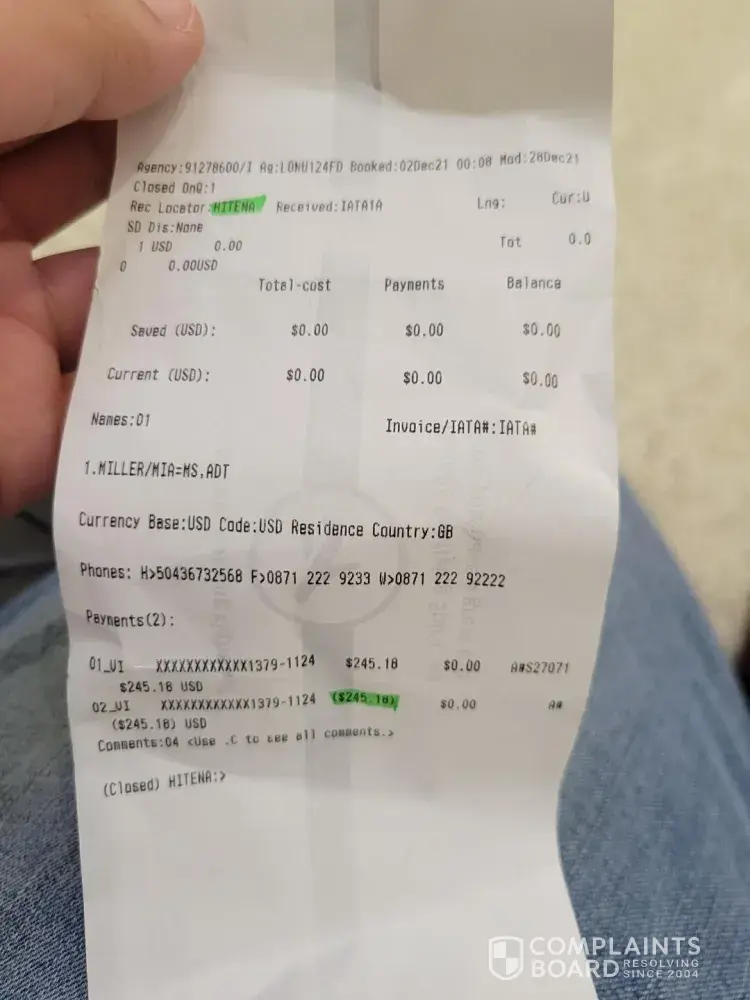 Agency:91278600/I Ag:LONU124FD Booked:02Dec21 00:08 Mod:28Dec21
Closed OnQ:1
Rec Locator:HITENA Received:IATA1A Lng: Cur:U
SD Dis:None
1 USD 0.00 Tot 0.0
0 0.00USD
Total-cost Payments Balance
Saved (USD): $0.00 $0.00 $0.00
Current (USD): $0.00 $0.00 $0.00
Names:01 Invoice/IATA#:IATA#
1.MILLER/MIA=MS,ADT
Currency Base:USD Code:USD Residence Country:GB
Phones: H>50436732568 F>0871 222 9233 W>0871 222 92222
Payments(2):
01_VI XXXXXXXXXXXX1379-1124 $245.18 $0.00 A#S27071
$245.18 USD
02_VI XXXXXXXXXXXX1379-1124 ($245.18) $0.00 A#
($245.18) USD
Comments:04 <Use .C to see all comments.>
(Closed) HITENA:>
COMPLAINTS
BOARD RESOLVING SINCE 2004